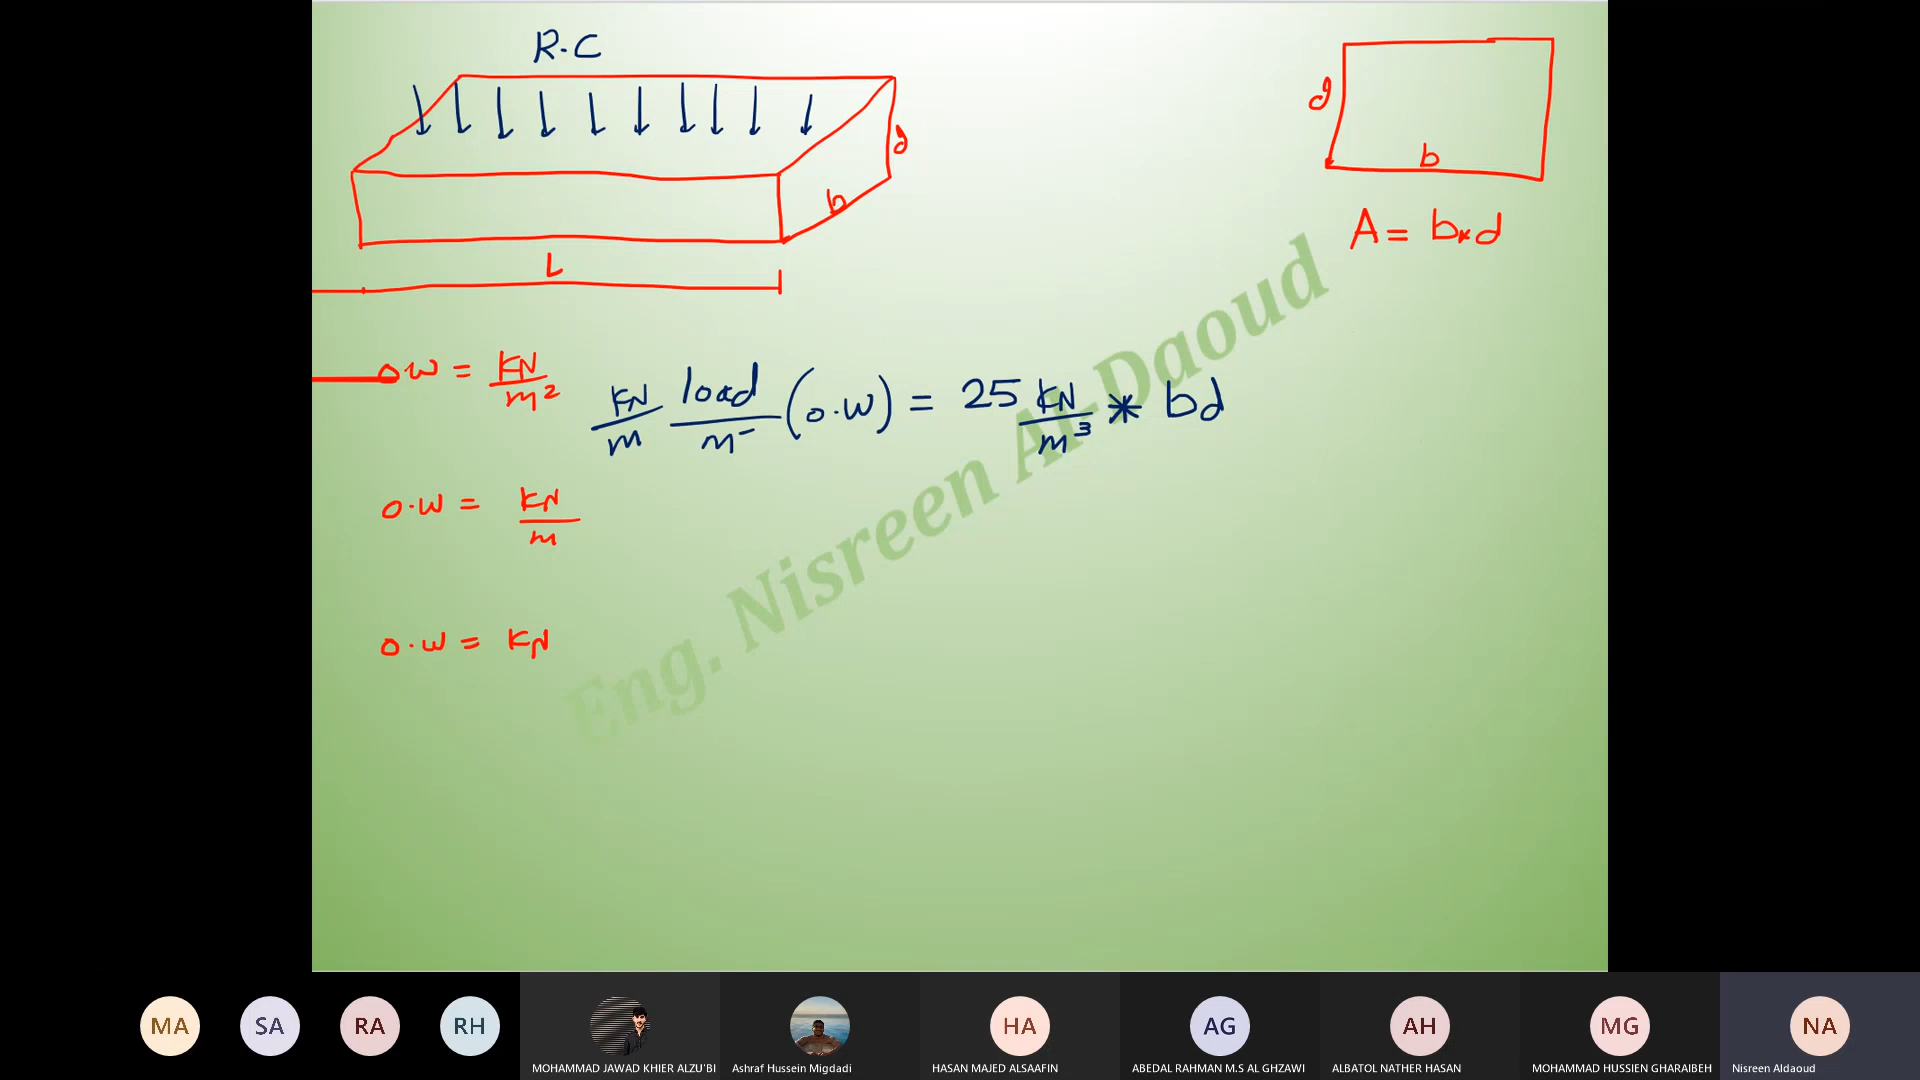 R.C
d
b
L
d
b
A = b*d
OW = KN/m²
KN/m load/m- (O.W) = 25 KN/m³ * bd
O.W = KN/m
O.W = KN
Eng. Nisreen Al-Daoud
MA
SA
RA
RH
HA
AG
AH
MG
NA
MOHAMMAD JAWAD KHIER ALZU'BI
Ashraf Hussein Migdadi
HASAN MAJED ALSAAFIN
ABEDAL RAHMAN M.S AL GHZAWI
ALBATOL NATHER HASAN
MOHAMMAD HUSSIEN GHARAIBEH
Nisreen Aldaoud